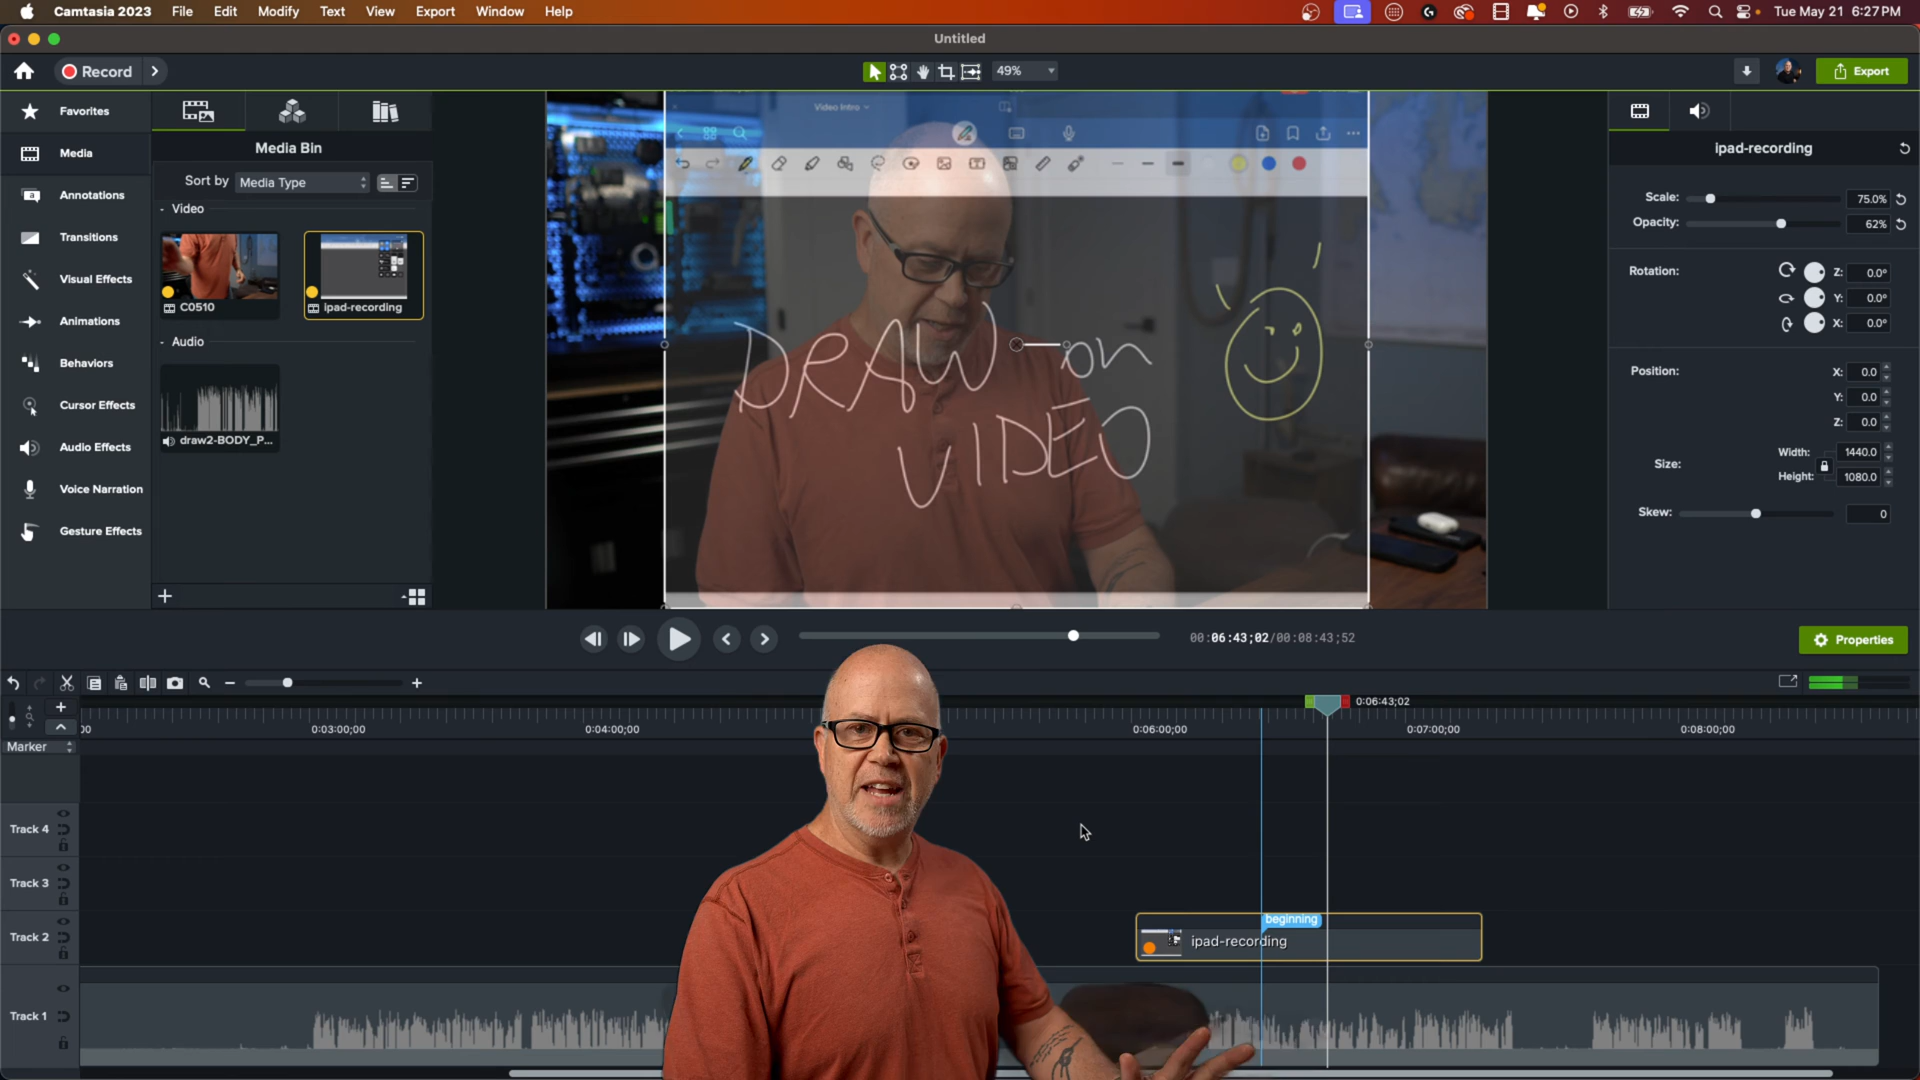 Camtasia 2023 File Edit Modify Text View Export Window Help Tue May 21 6:27 PM
Untitled
Record 49% Export
Favorites
Media
Annotations
Transitions
Visual Effects
Animations
Behaviors
Cursor Effects
Audio Effects
Voice Narration
Gesture Effects
Media Bin
Sort by Media Type
Video
C0510 ipad-recording
Audio
draw2-BODY_P...
Video Intro
DRAW on
VIDEO
ipad-recording
Scale: 75.0%
Opacity: 62%
Rotation: Z: 0.0°
Y: 0.0°
X: 0.0°
Position: X: 0.0
Y: 0.0
Z: 0.0
Size: Width: 1440.0
Height: 1080.0
Skew: 0
00:06:43;02/00:08:43;52
Properties
0:06:43;02
00 0:03:00;00 0:04:00;00 0:06:00;00 0:07:00;00 0:08:00;00
Marker
Track 4
Track 3
Track 2
beginning
ipad-recording
Track 1